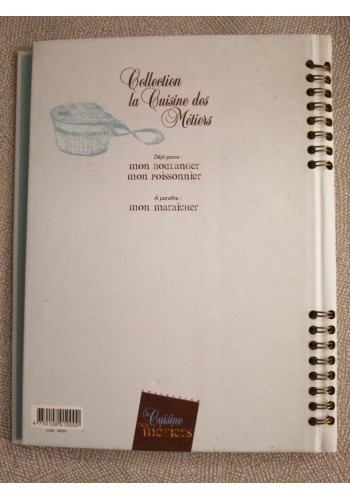 Collection
la Cuisine des
Métiers
Déjà parus :
mon Boulanger
mon Poissonnier
À paraître :
mon maraîcher
la Cuisine
des métiers